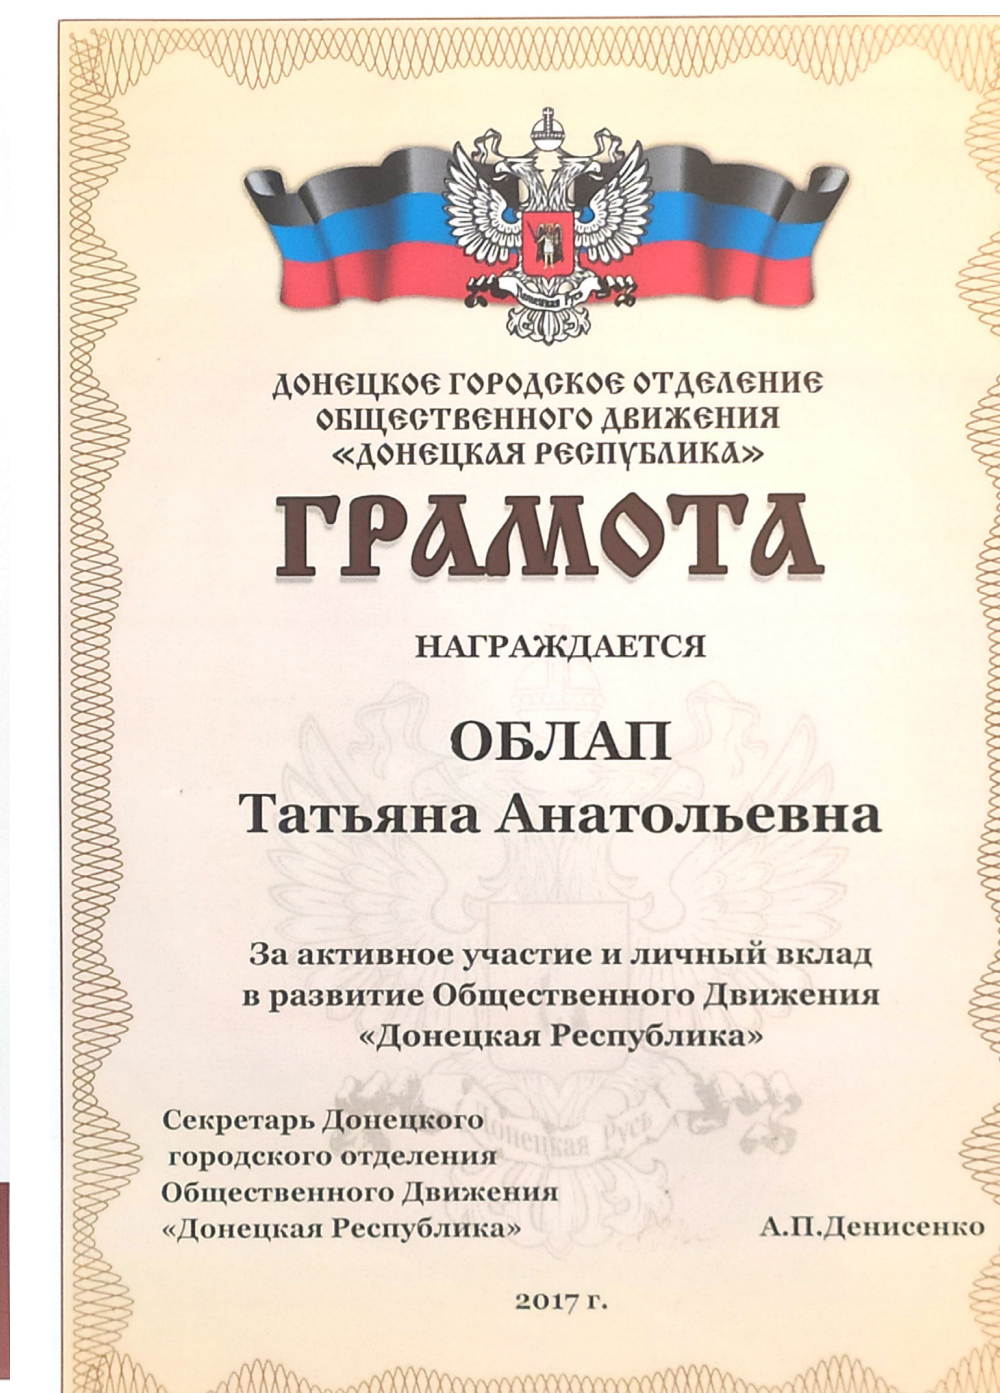 Донецкая Русь
ДОНЕЦКОЕ ГОРОДСКОЕ ОТДЕЛЕНИЕ
ОБЩЕСТВЕННОГО ДВИЖЕНИЯ
«ДОНЕЦКАЯ РЕСПУБЛИКА»
ГРАМОТА
НАГРАЖДАЕТСЯ
ОБЛАП
Татьяна Анатольевна
За активное участие и личный вклад
в развитие Общественного Движения
«Донецкая Республика»
Секретарь Донецкого
городского отделения
Общественного Движения
«Донецкая Республика» А.П.Денисенко
Донецкая Русь
2017 г.